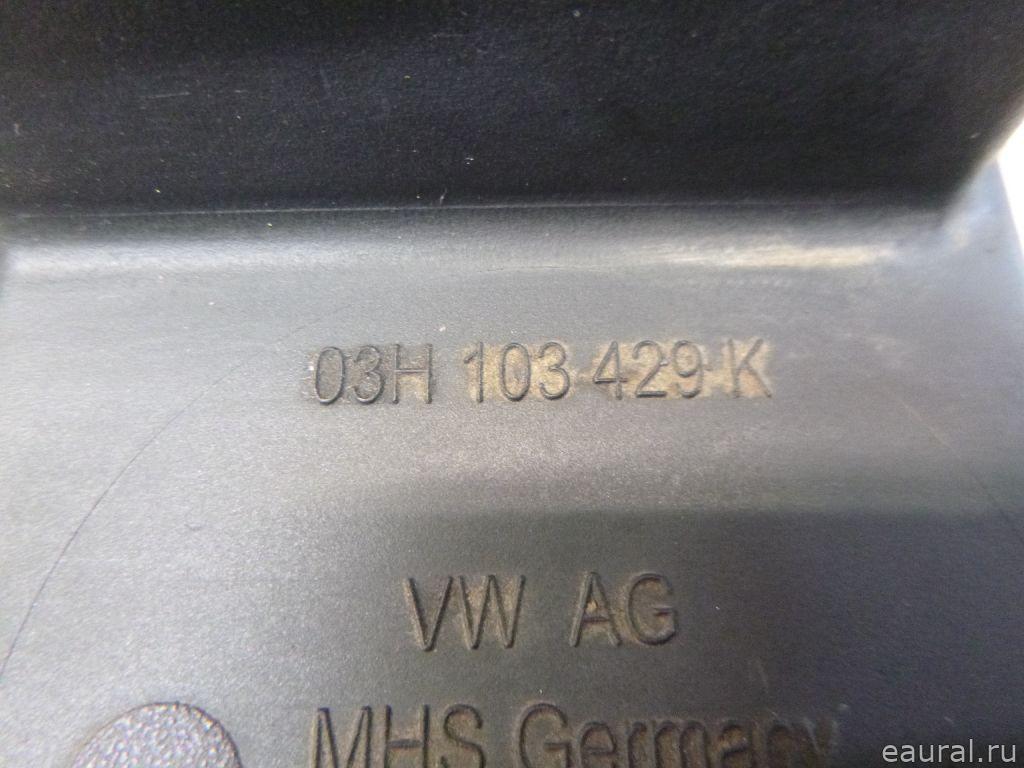 03H 103 429 K
VW AG
MHS Germany
eaural.ru